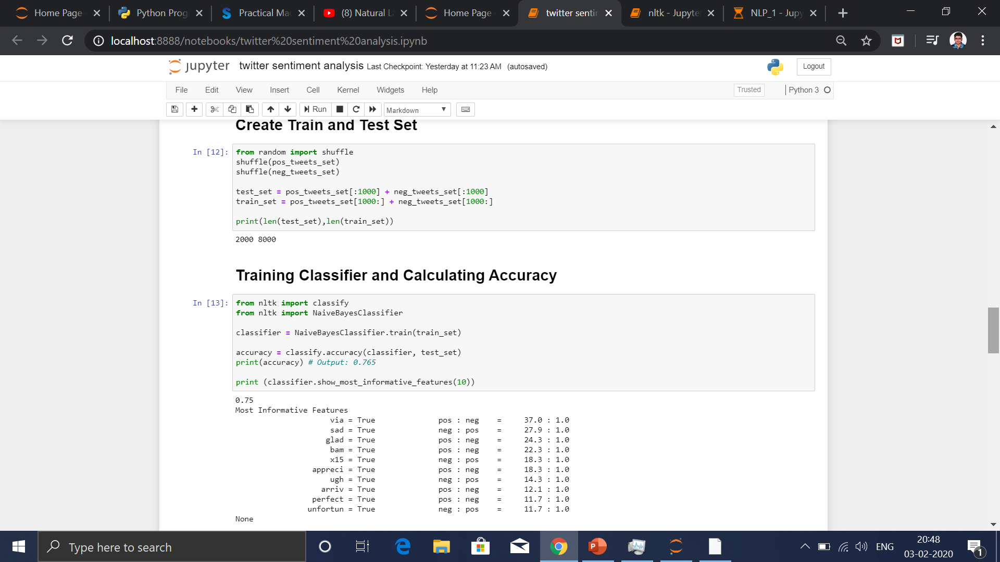 Home Page
Python Prog
Practical Ma
(8) Natural L
Home Page
twitter senti
nltk - Jupyte
NLP_1 - Jupy
localhost:8888/notebooks/twitter%20sentiment%20analysis.ipynb
jupyter twitter sentiment analysis Last Checkpoint: Yesterday at 11:23 AM (autosaved)
Logout
File Edit View Insert Cell Kernel Widgets Help
Trusted
Python 3
Run
Markdown
Create Train and Test Set
In [12]: from random import shuffle
shuffle(pos_tweets_set)
shuffle(neg_tweets_set)
test_set = pos_tweets_set[:1000] + neg_tweets_set[:1000]
train_set = pos_tweets_set[1000:] + neg_tweets_set[1000:]
print(len(test_set),len(train_set))
2000 8000
Training Classifier and Calculating Accuracy
In [13]: from nltk import classify
from nltk import NaiveBayesClassifier
classifier = NaiveBayesClassifier.train(train_set)
accuracy = classify.accuracy(classifier, test_set)
print(accuracy) # Output: 0.765
print (classifier.show_most_informative_features(10))
0.75
Most Informative Features
via = True pos : neg = 37.0 : 1.0
sad = True neg : pos = 27.9 : 1.0
glad = True pos : neg = 24.3 : 1.0
bam = True pos : neg = 22.3 : 1.0
x15 = True neg : pos = 18.3 : 1.0
appreci = True pos : neg = 18.3 : 1.0
ugh = True neg : pos = 14.3 : 1.0
arriv = True pos : neg = 12.1 : 1.0
perfect = True pos : neg = 11.7 : 1.0
unfortun = True neg : pos = 11.7 : 1.0
None
Type here to search
ENG
20:48
03-02-2020
1